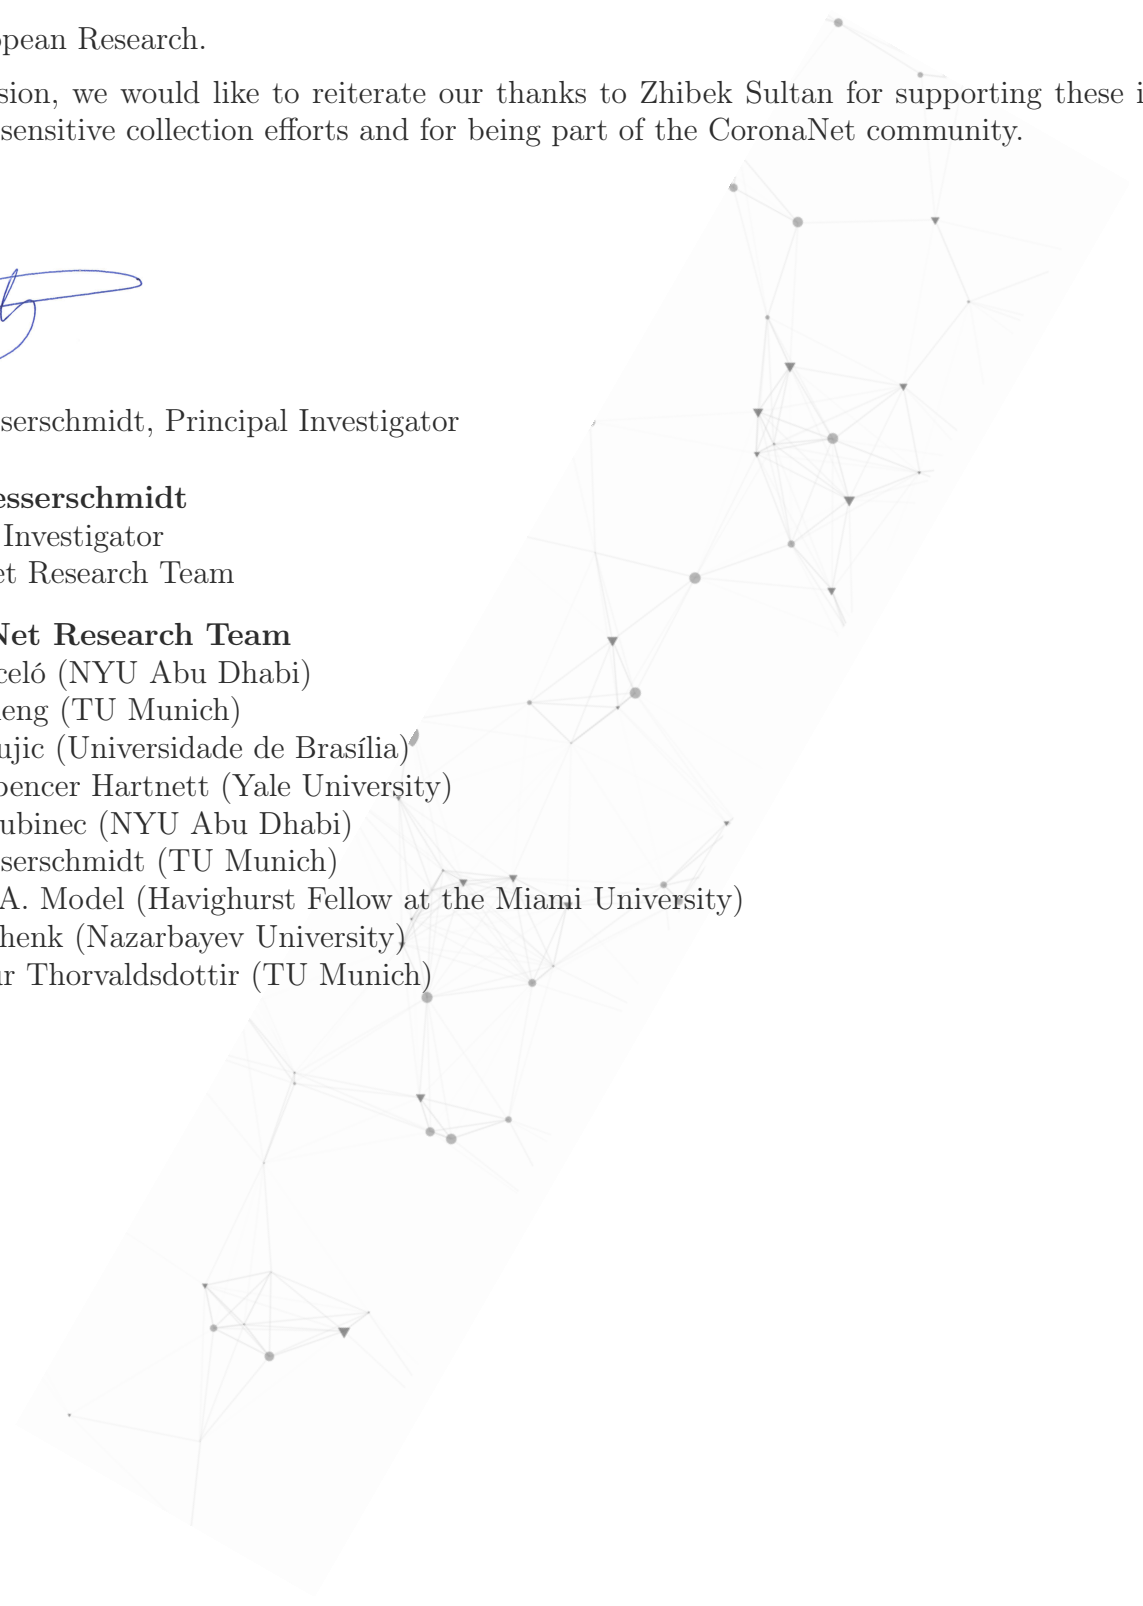 pean Research.
sion, we would like to reiterate our thanks to Zhibek Sultan for supporting these i
sensitive collection efforts and for being part of the CoronaNet community.
serschmidt, Principal Investigator
esserschmidt
Investigator
et Research Team
Net Research Team
celó (NYU Abu Dhabi)
eng (TU Munich)
ujic (Universidade de Brasília)
pencer Hartnett (Yale University)
ubinec (NYU Abu Dhabi)
serschmidt (TU Munich)
A. Model (Havighurst Fellow at the Miami University)
henk (Nazarbayev University)
ur Thorvaldsdottir (TU Munich)